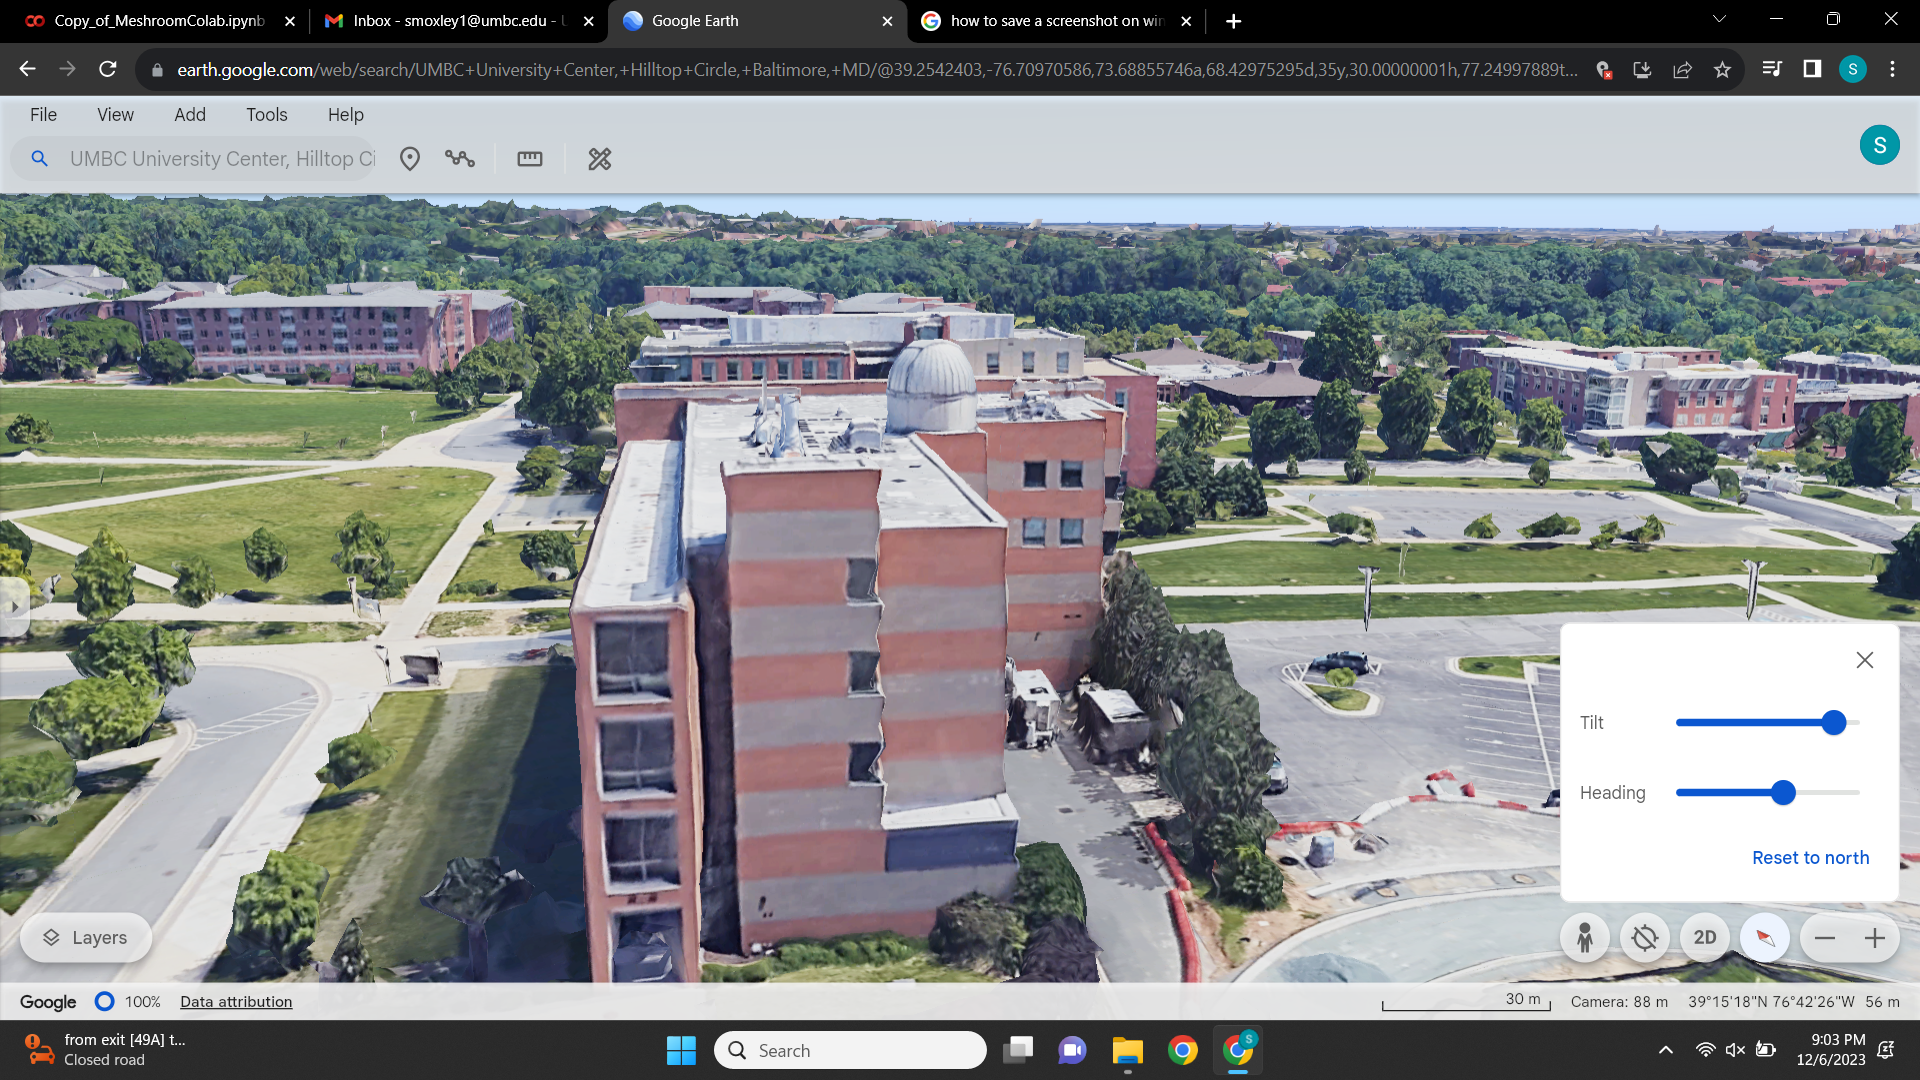 Copy_of_MeshroomColab.ipynb
Inbox - smoxley1@umbc.edu - U
Google Earth
how to save a screenshot on win
earth.google.com/web/search/UMBC+University+Center,+Hilltop+Circle,+Baltimore,+MD/@39.2542403,-76.70970586,73.68855746a,68.42975295d,35y,30.00000001h,77.24997889t...
S
File View Add Tools Help
UMBC University Center, Hilltop Ci
S
Tilt
Heading
Reset to north
Layers
2D
Google 100% Data attribution
30 m
Camera: 88 m 39°15'18"N 76°42'26"W 56 m
from exit [49A] t...
Closed road
Search
S
9:03 PM
12/6/2023